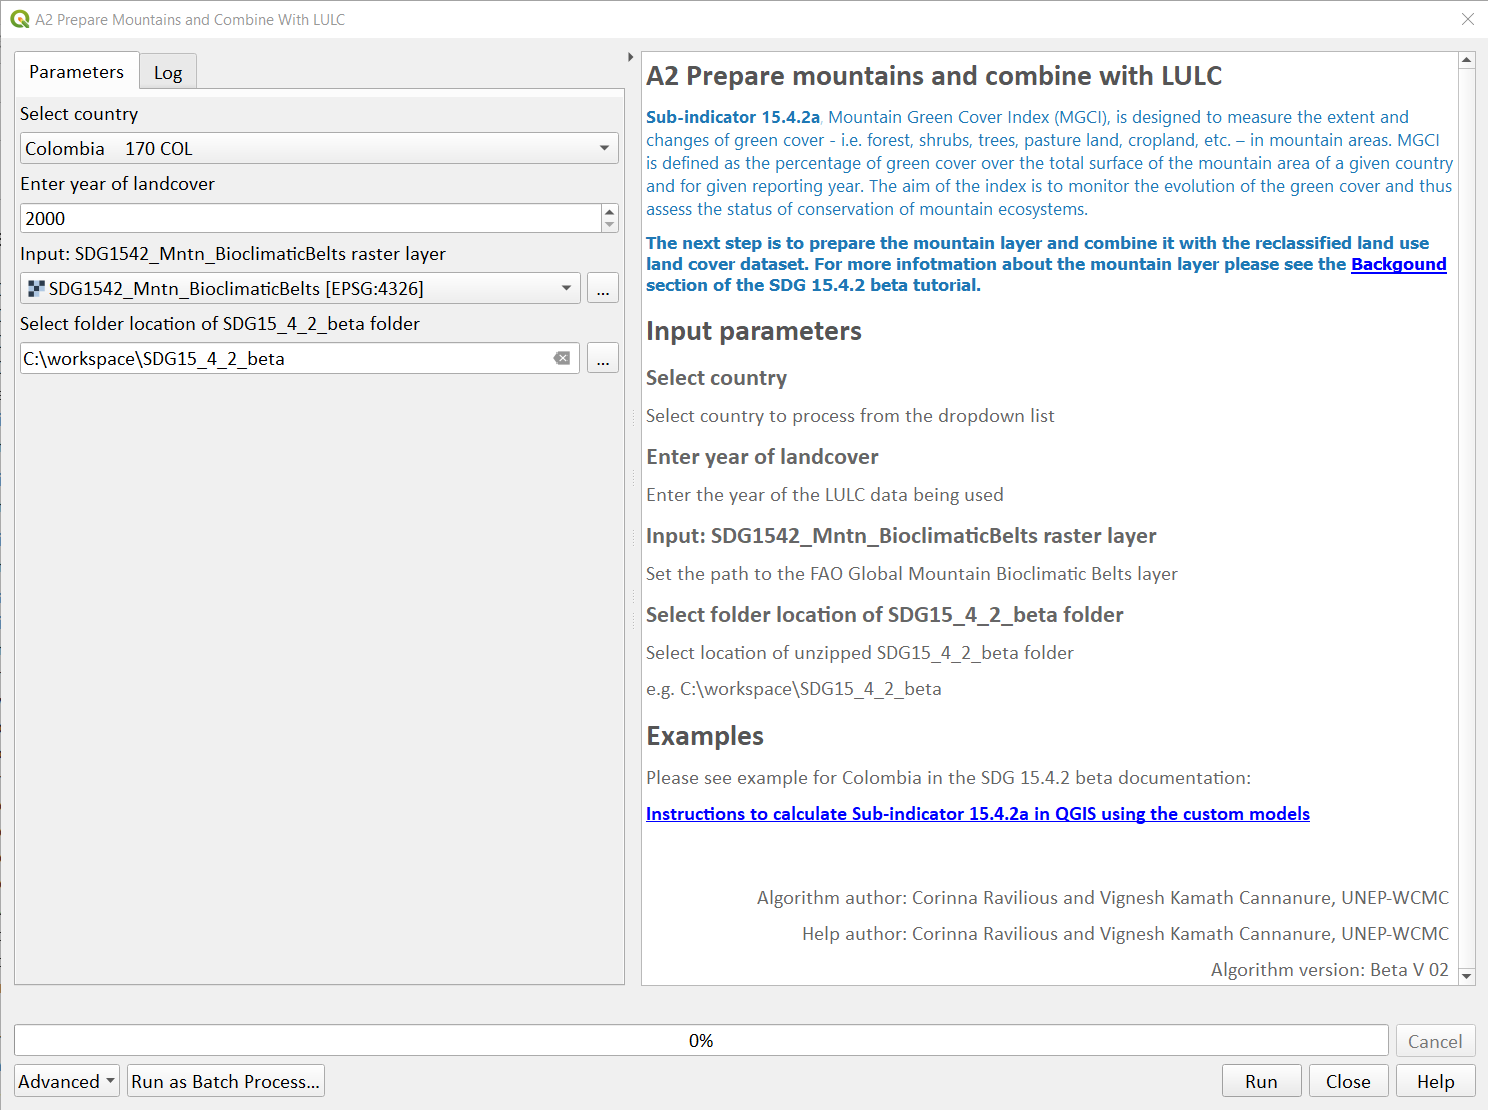 A2 Prepare Mountains and Combine With LULC
Parameters
Log
Select country
Colombia 170 COL
Enter year of landcover
2000
Input: SDG1542_Mntn_BioclimaticBelts raster layer
SDG1542_Mntn_BioclimaticBelts [EPSG:4326]
...
Select folder location of SDG15_4_2_beta folder
C:\workspace\SDG15_4_2_beta
...
A2 Prepare mountains and combine with LULC
Sub-indicator 15.4.2a, Mountain Green Cover Index (MGCI), is designed to measure the extent and
changes of green cover - i.e. forest, shrubs, trees, pasture land, cropland, etc. – in mountain areas. MGCI
is defined as the percentage of green cover over the total surface of the mountain area of a given country
and for given reporting year. The aim of the index is to monitor the evolution of the green cover and thus
assess the status of conservation of mountain ecosystems.
The next step is to prepare the mountain layer and combine it with the reclassified land use
land cover dataset. For more infotmation about the mountain layer please see the Backgound
section of the SDG 15.4.2 beta tutorial.
Input parameters
Select country
Select country to process from the dropdown list
Enter year of landcover
Enter the year of the LULC data being used
Input: SDG1542_Mntn_BioclimaticBelts raster layer
Set the path to the FAO Global Mountain Bioclimatic Belts layer
Select folder location of SDG15_4_2_beta folder
Select location of unzipped SDG15_4_2_beta folder
e.g. C:\workspace\SDG15_4_2_beta
Examples
Please see example for Colombia in the SDG 15.4.2 beta documentation:
Instructions to calculate Sub-indicator 15.4.2a in QGIS using the custom models
Algorithm author: Corinna Ravilious and Vignesh Kamath Cannanure, UNEP-WCMC
Help author: Corinna Ravilious and Vignesh Kamath Cannanure, UNEP-WCMC
Algorithm version: Beta V 02
0%
Cancel
Advanced
Run as Batch Process...
Run
Close
Help